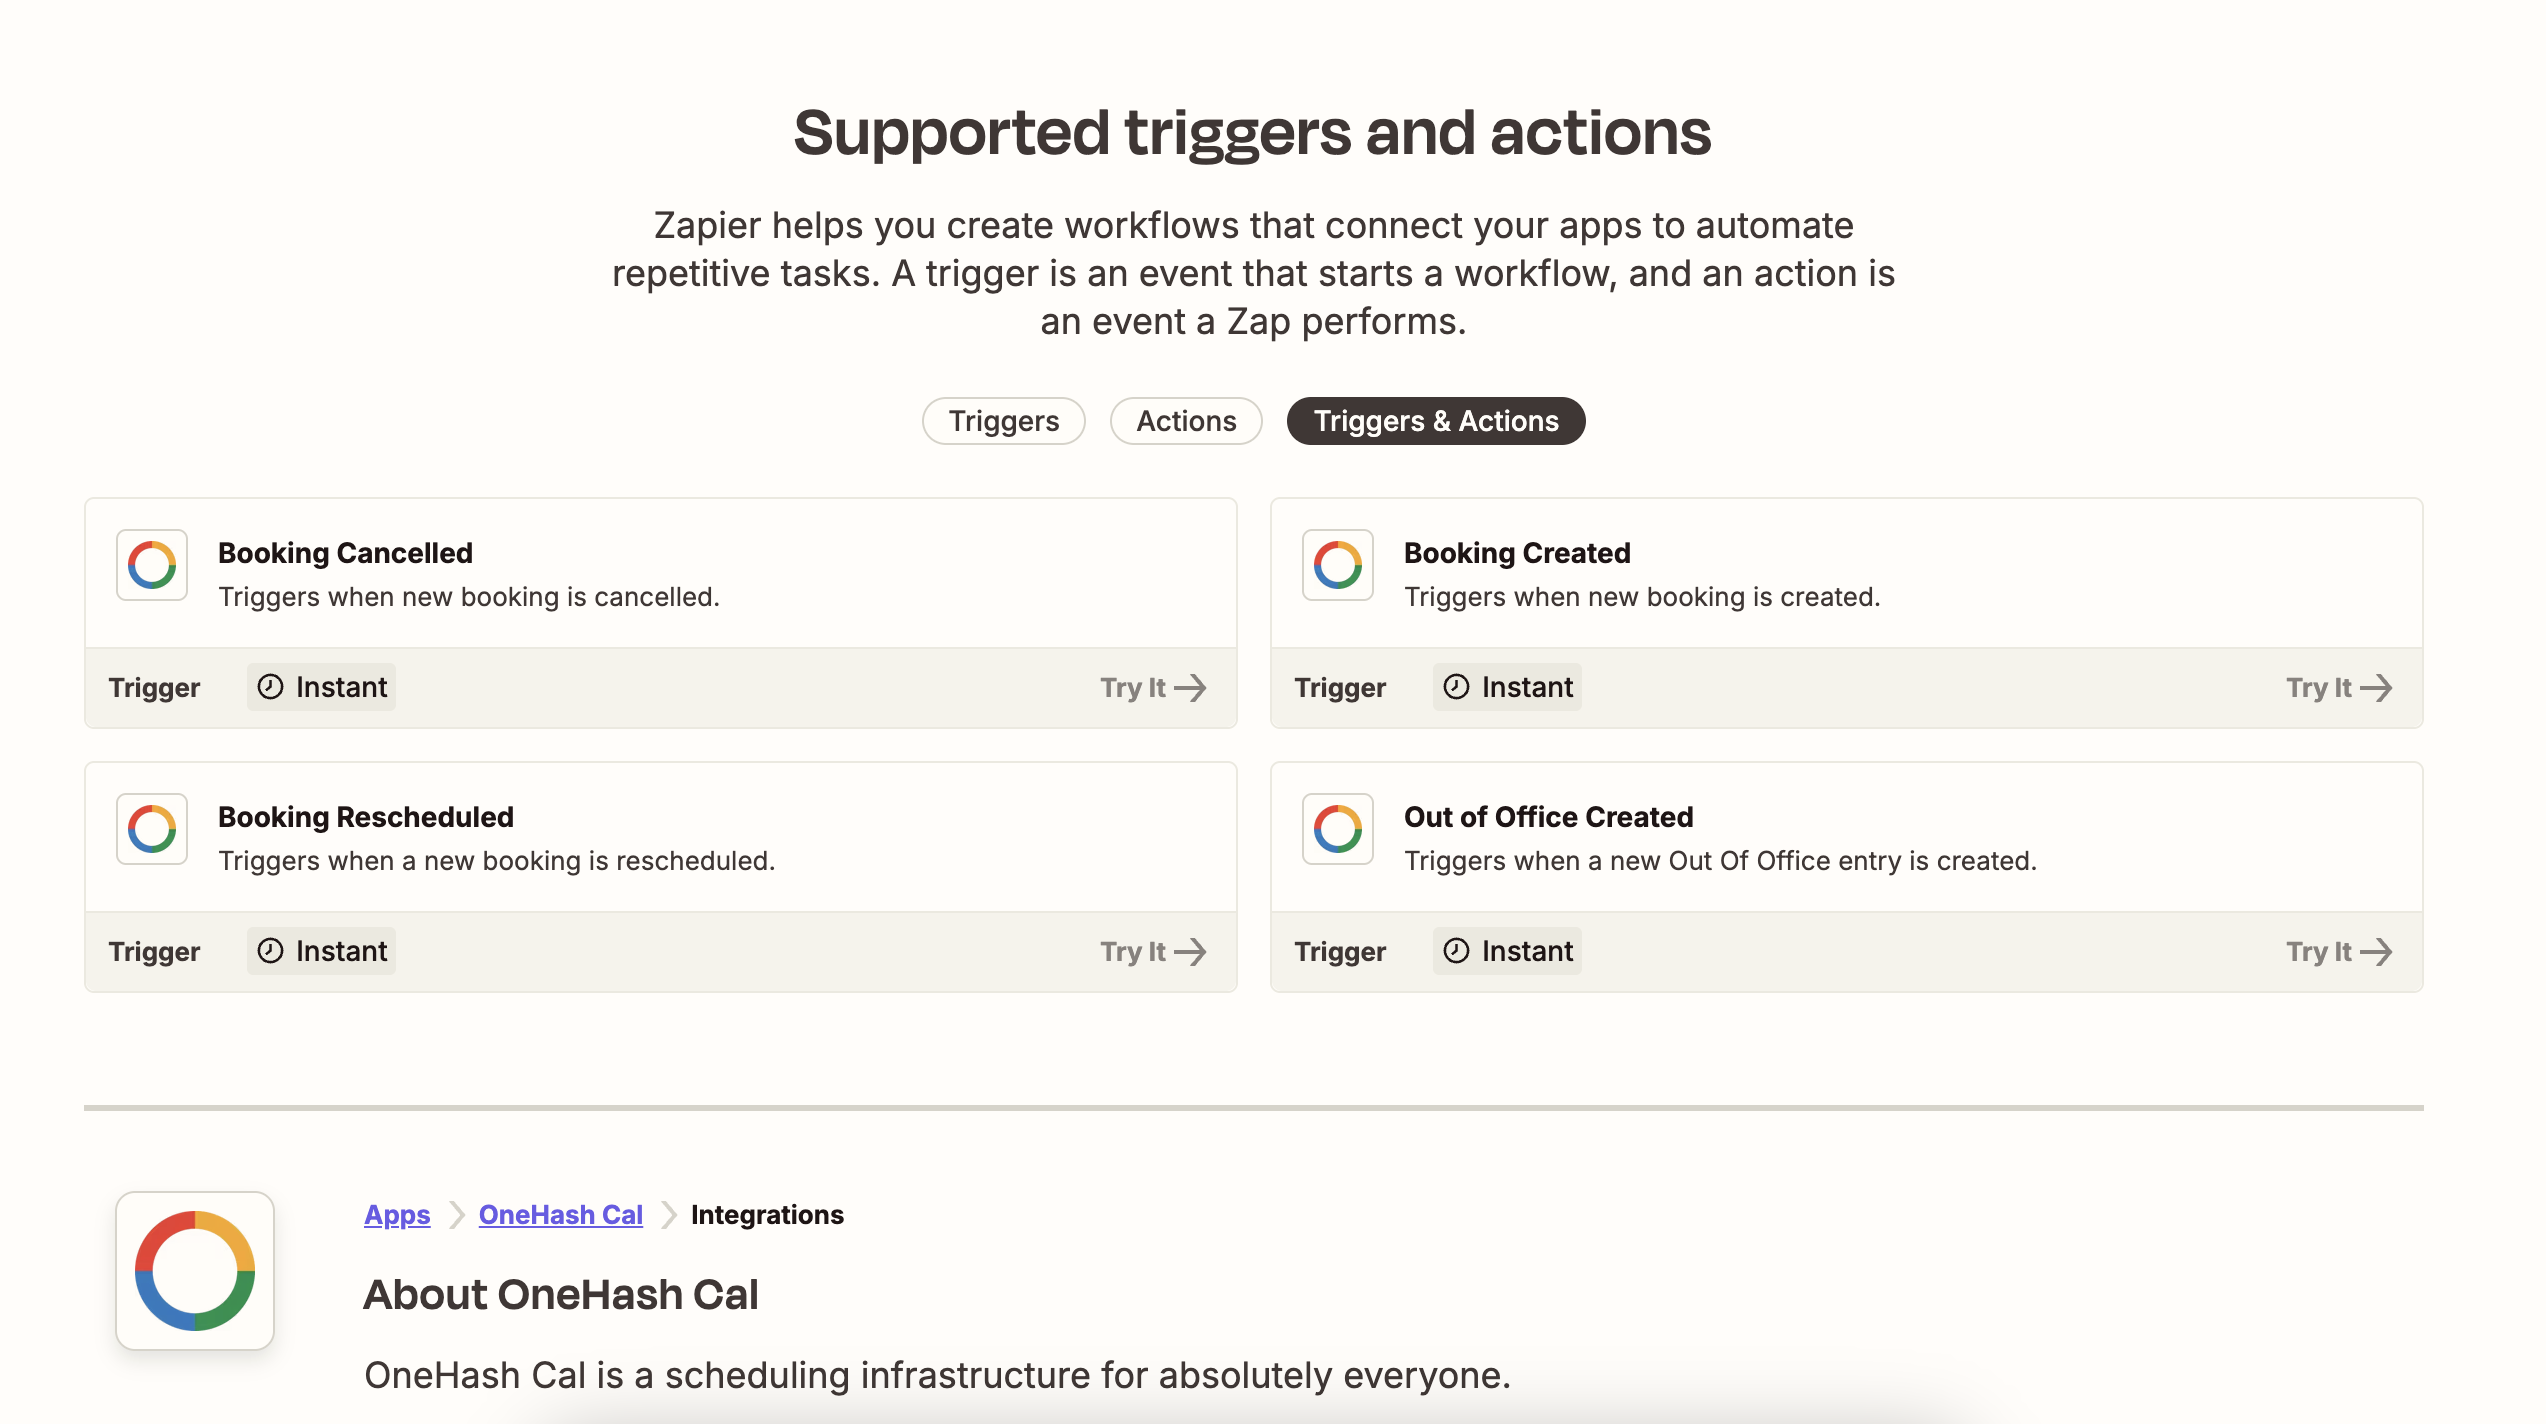 Supported triggers and actions
Zapier helps you create workflows that connect your apps to automate
repetitive tasks. A trigger is an event that starts a workflow, and an action is
an event a Zap performs.
Triggers
Actions
Triggers & Actions
Booking Cancelled
Triggers when new booking is cancelled.
Trigger
Instant
Try It
Booking Created
Triggers when new booking is created.
Trigger
Instant
Try It
Booking Rescheduled
Triggers when a new booking is rescheduled.
Trigger
Instant
Try It
Out of Office Created
Triggers when a new Out Of Office entry is created.
Trigger
Instant
Try It
Apps
OneHash Cal
Integrations
About OneHash Cal
OneHash Cal is a scheduling infrastructure for absolutely everyone.